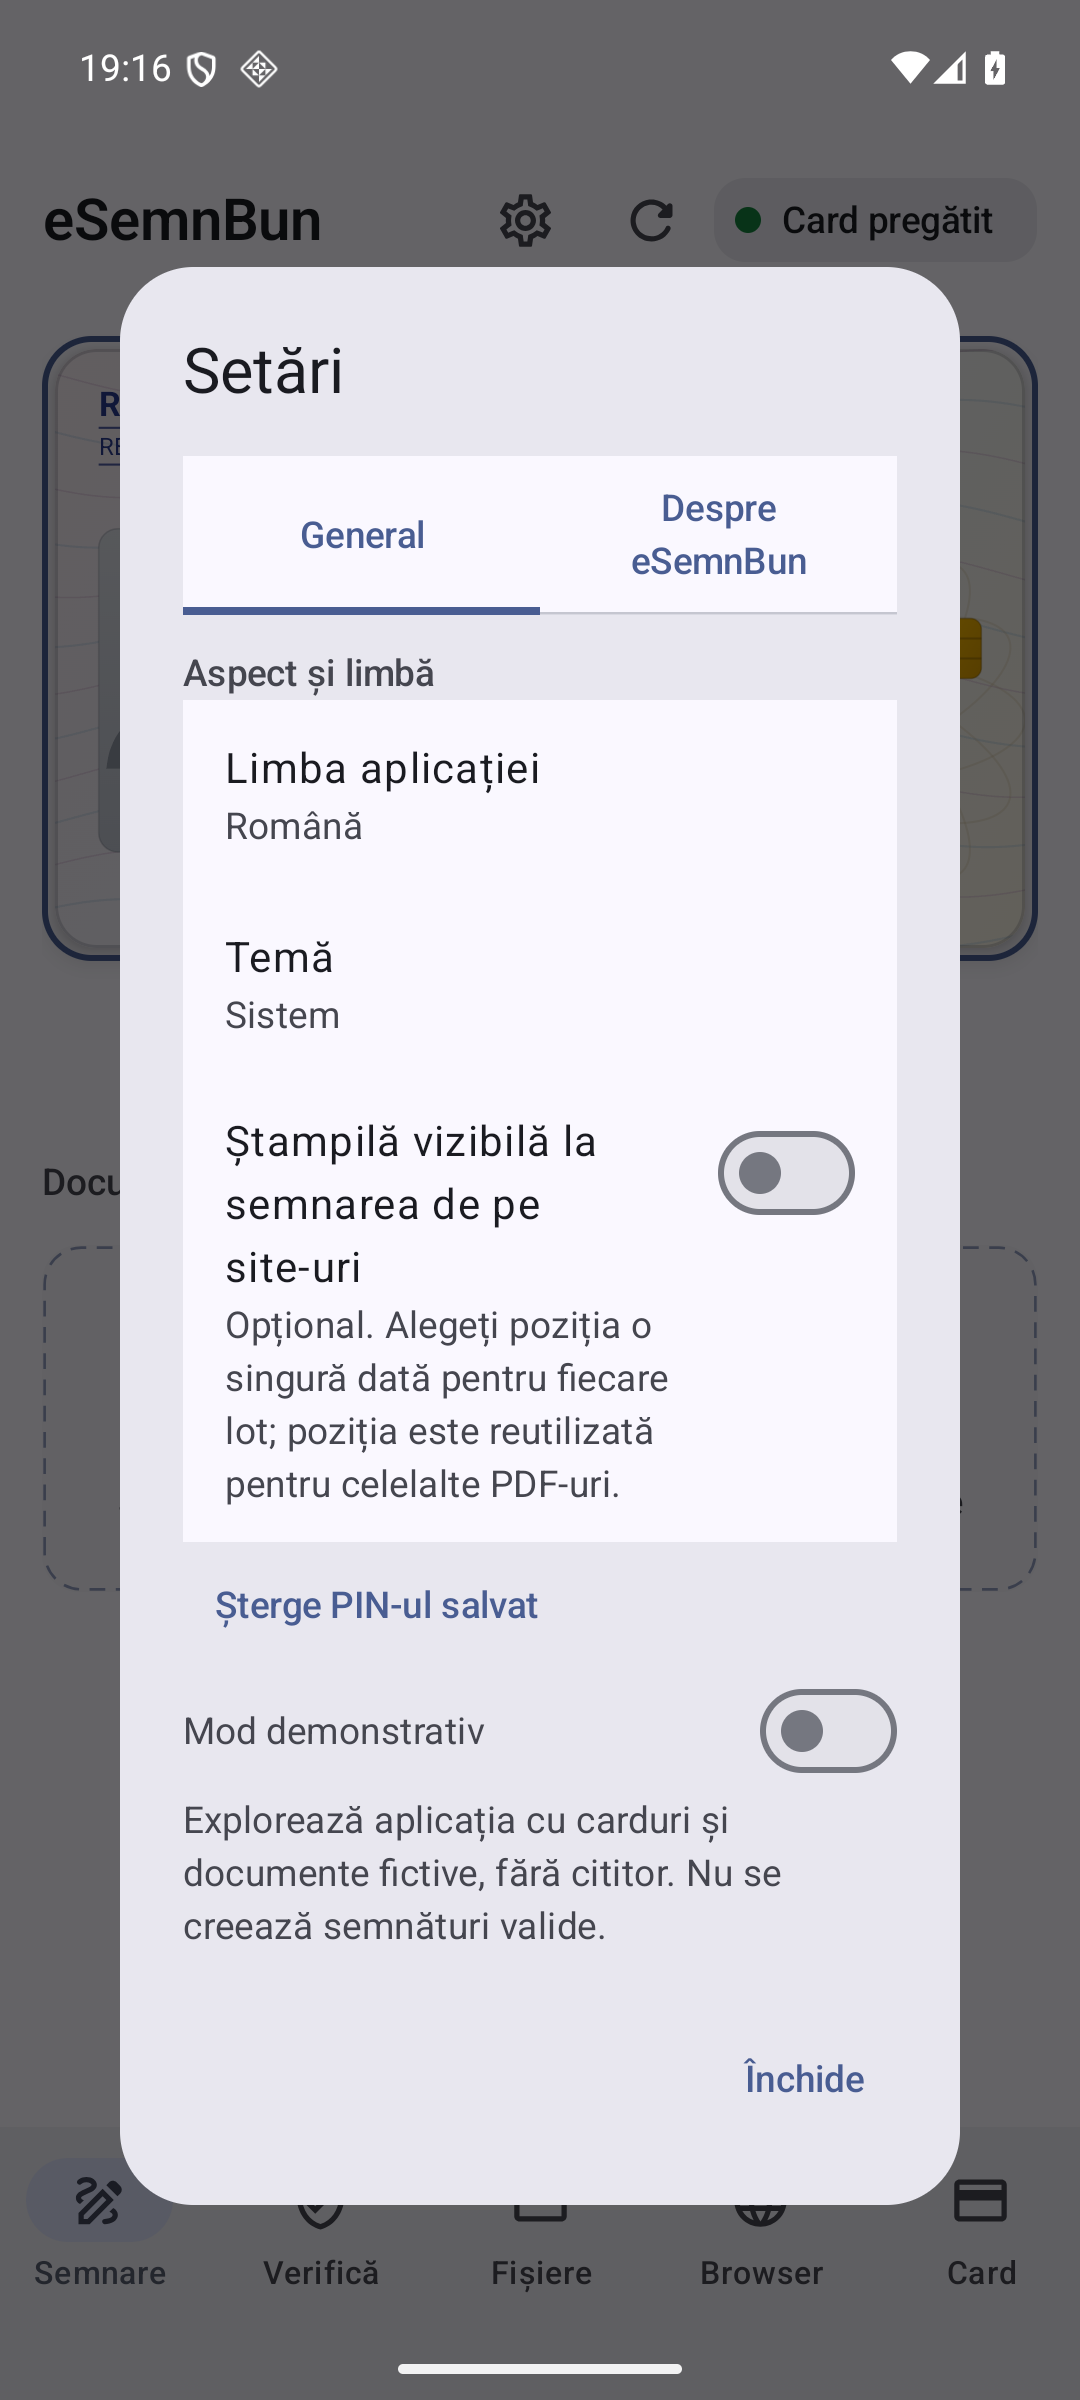 19:16
eSemnBun
Card pregătit
Setări
General
Despre
eSemnBun
Aspect și limbă
Limba aplicației
Română
Temă
Sistem
Ștampilă vizibilă la
semnarea de pe
site-uri
Opțional. Alegeți poziția o
singură dată pentru fiecare
lot; poziția este reutilizată
pentru celelalte PDF-uri.
Șterge PIN-ul salvat
Mod demonstrativ
Explorează aplicația cu carduri și
documente fictive, fără cititor. Nu se
creează semnături valide.
Închide
Semnare
Verifică
Fișiere
Browser
Card